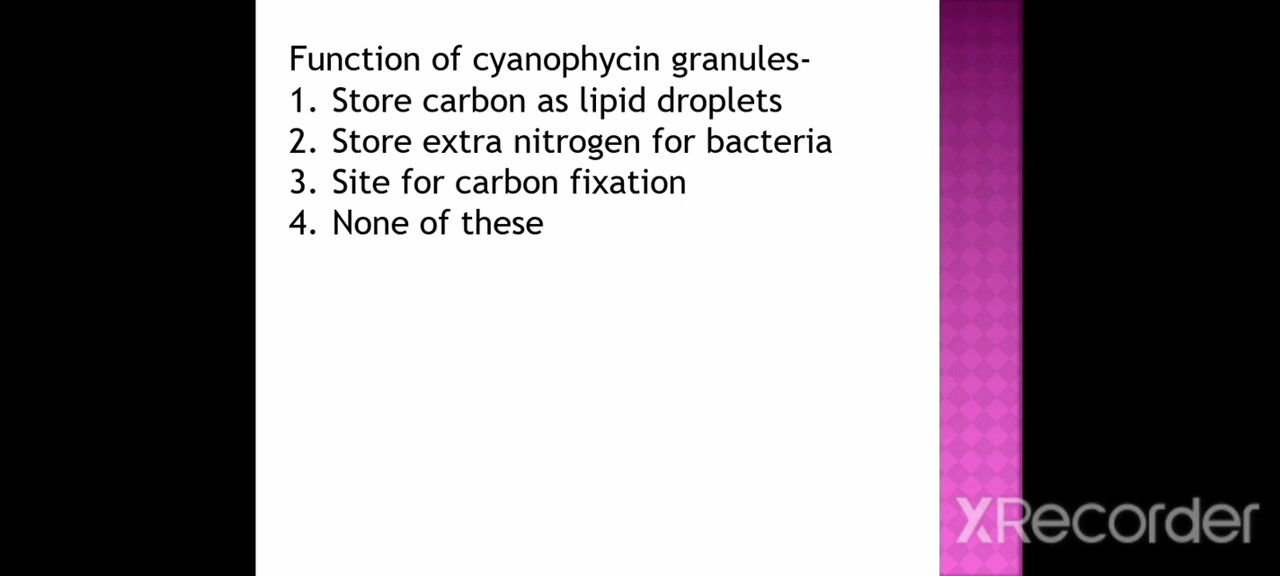 Function of cyanophycin granules-
1. Store carbon as lipid droplets
2. Store extra nitrogen for bacteria
3. Site for carbon fixation
4. None of these
XRecorder